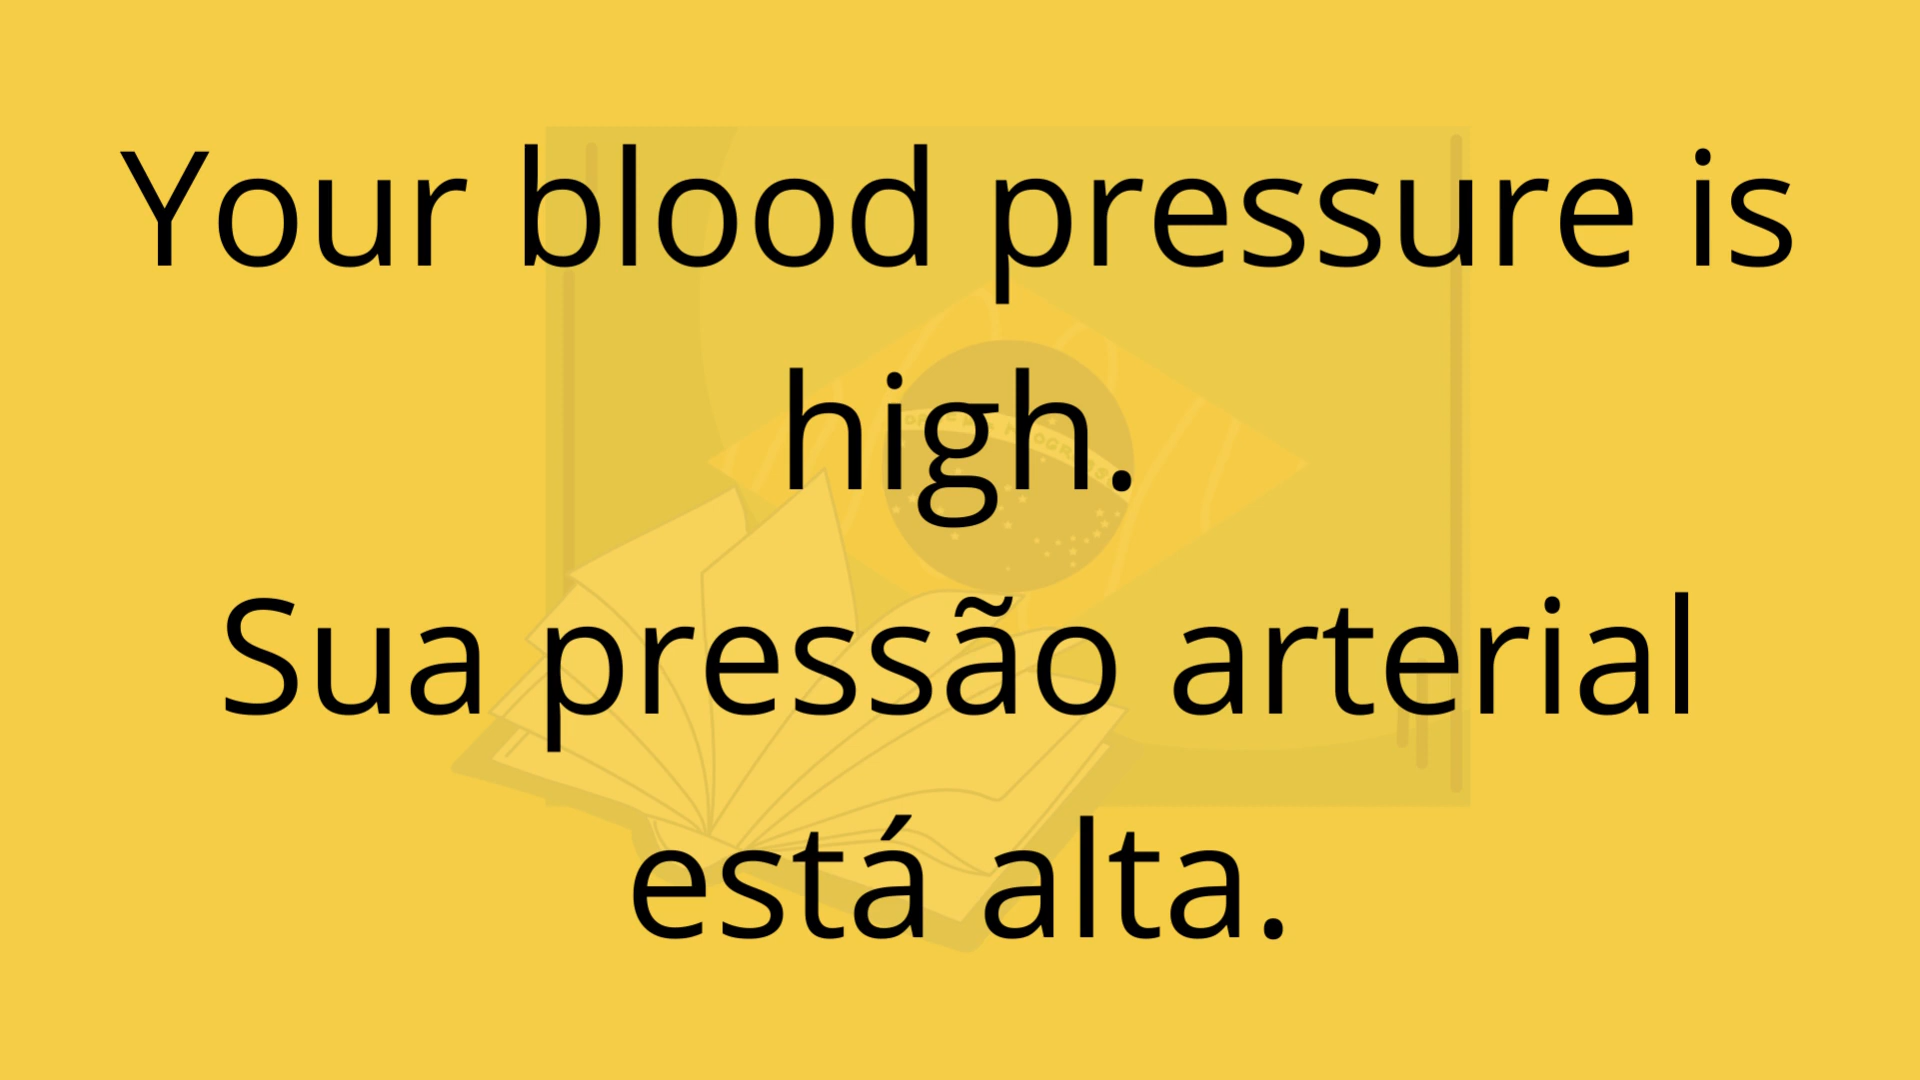 Your blood pressure is
high.
Sua pressão arterial
está alta.